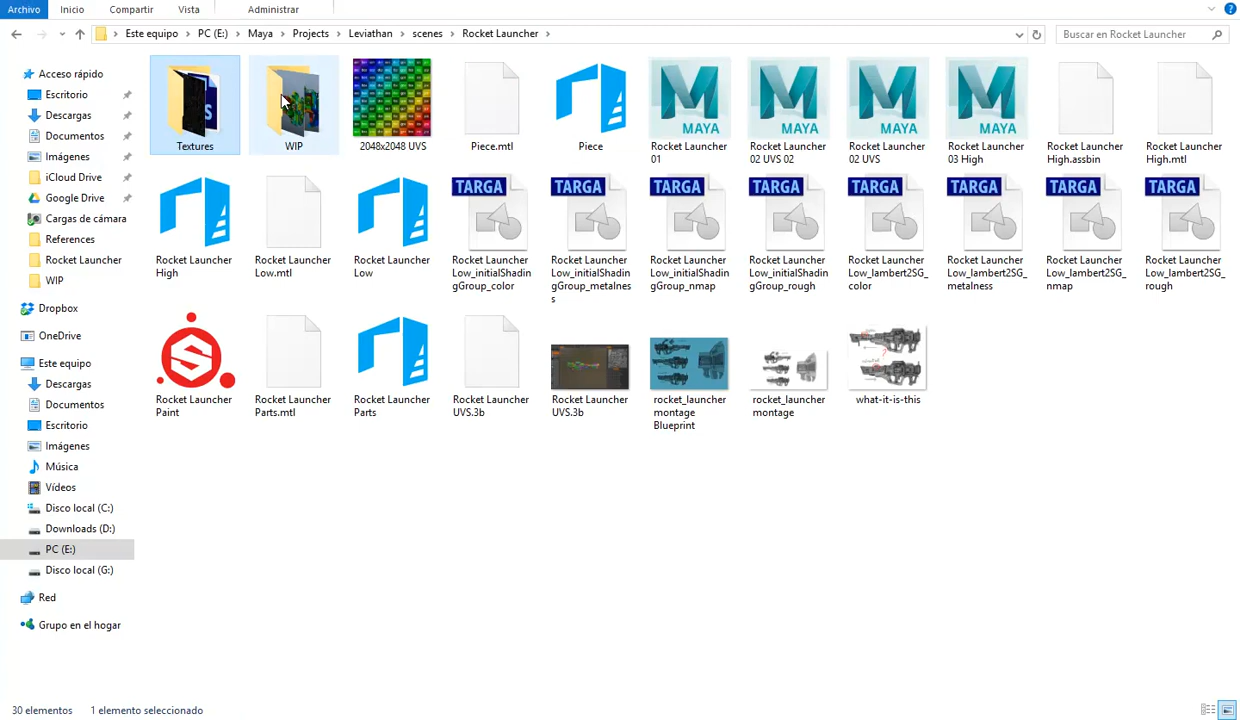 Archivo Inicio Compartir Vista Administrar
Este equipo PC (E:) Maya Projects Leviathan scenes Rocket Launcher
Buscar en Rocket Launcher
Acceso rápido
Escritorio
Descargas
Documentos
Imágenes
iCloud Drive
Google Drive
Cargas de cámara
References
Rocket Launcher
WIP
Dropbox
OneDrive
Este equipo
Descargas
Documentos
Escritorio
Imágenes
Música
Vídeos
Disco local (C:)
Downloads (D:)
PC (E:)
Disco local (G:)
Red
Grupo en el hogar
Textures
WIP
2048x2048 UVS
Piece.mtl
Piece
MAYA
Rocket Launcher
01
MAYA
Rocket Launcher
02 UVS 02
MAYA
Rocket Launcher
02 UVS
MAYA
Rocket Launcher
03 High
Rocket Launcher
High.assbin
Rocket Launcher
High.mtl
Rocket Launcher
High
Rocket Launcher
Low.mtl
Rocket Launcher
Low
TARGA
Rocket Launcher
Low_initialShadin
gGroup_color
TARGA
Rocket Launcher
Low_initialShadin
gGroup_metalnes
s
TARGA
Rocket Launcher
Low_initialShadin
gGroup_nmap
TARGA
Rocket Launcher
Low_initialShadin
gGroup_rough
TARGA
Rocket Launcher
Low_lambert2SG_
color
TARGA
Rocket Launcher
Low_lambert2SG_
metalness
TARGA
Rocket Launcher
Low_lambert2SG_
nmap
TARGA
Rocket Launcher
Low_lambert2SG_
rough
Rocket Launcher
Paint
Rocket Launcher
Parts.mtl
Rocket Launcher
Parts
Rocket Launcher
UVS.3b
Rocket Launcher
UVS.3b
rocket_launcher
montage
Blueprint
rocket_launcher
montage
what-it-is-this
30 elementos 1 elemento seleccionado